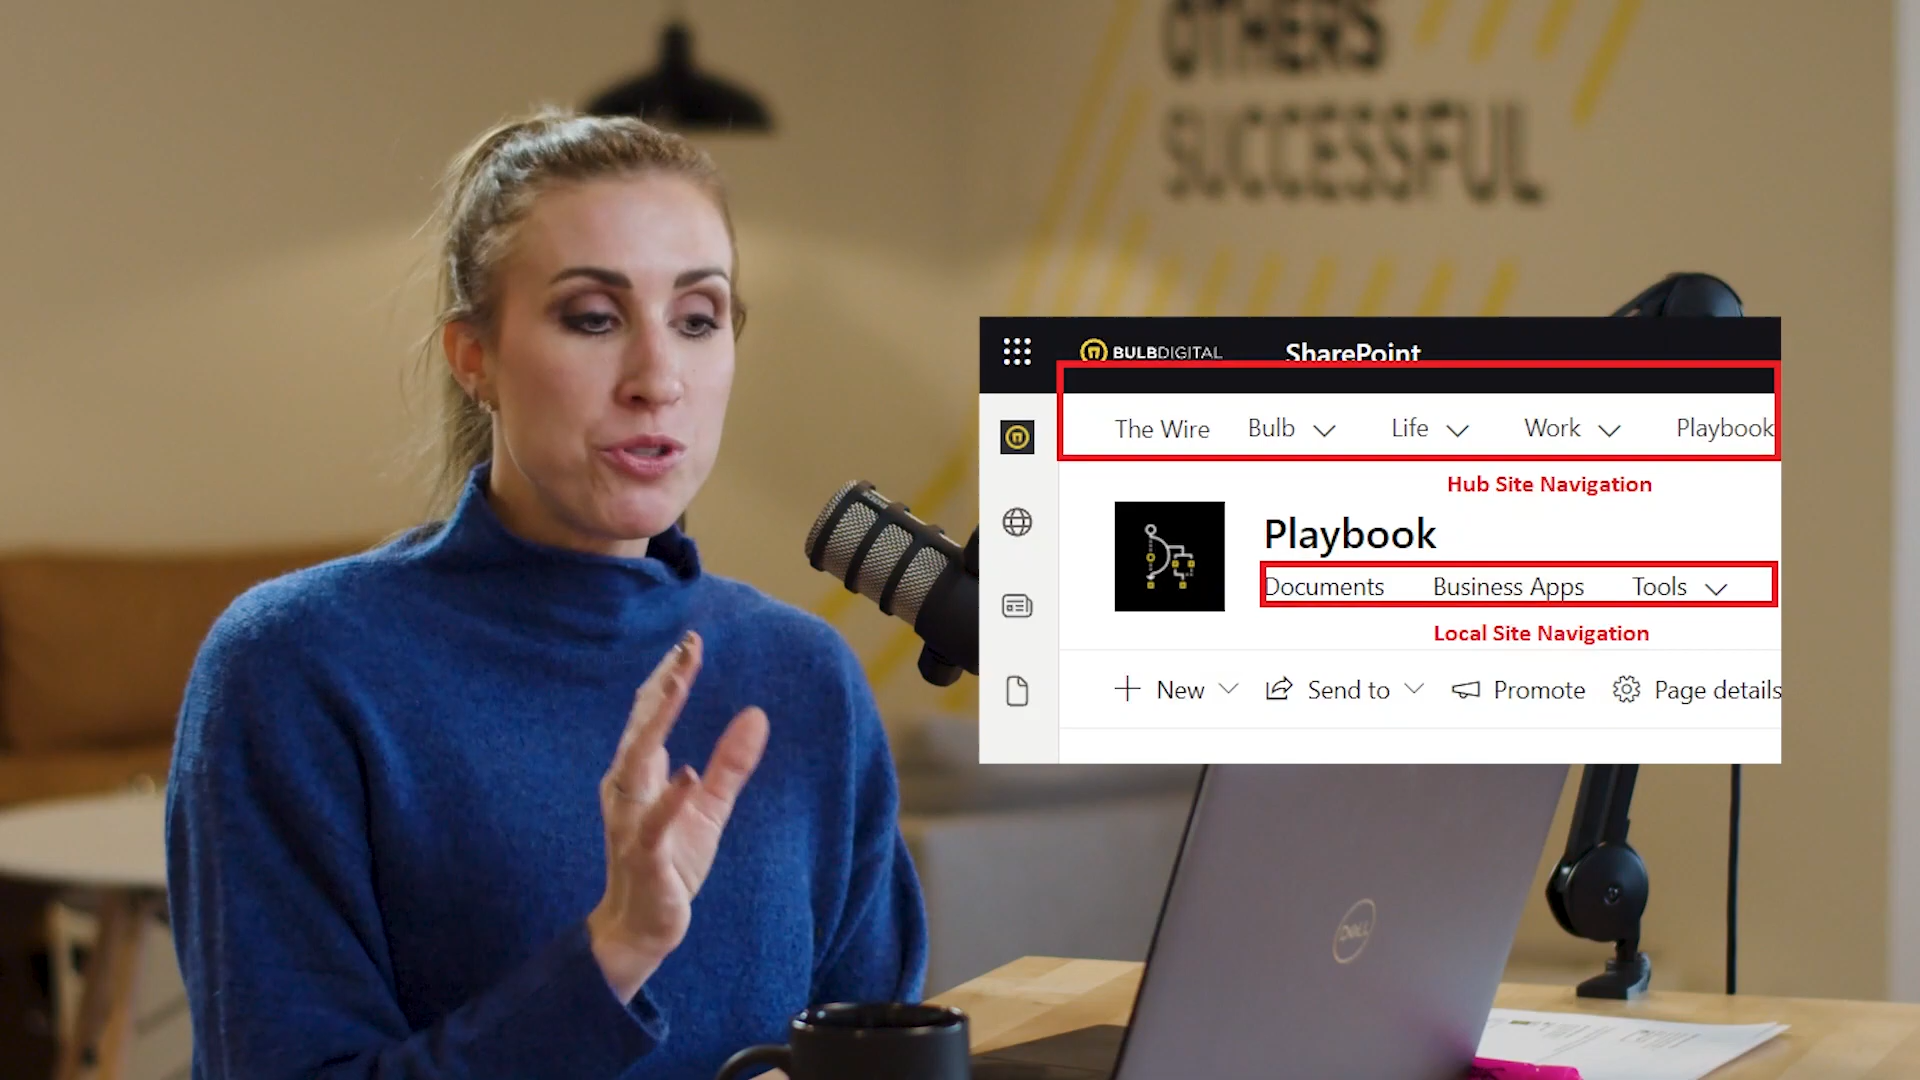 OTHERS
SUCCESSFUL
BULBDIGITAL SharePoint
The Wire Bulb Life Work Playbook
Hub Site Navigation
Playbook
Documents Business Apps Tools
Local Site Navigation
New Send to Promote Page details
DELL